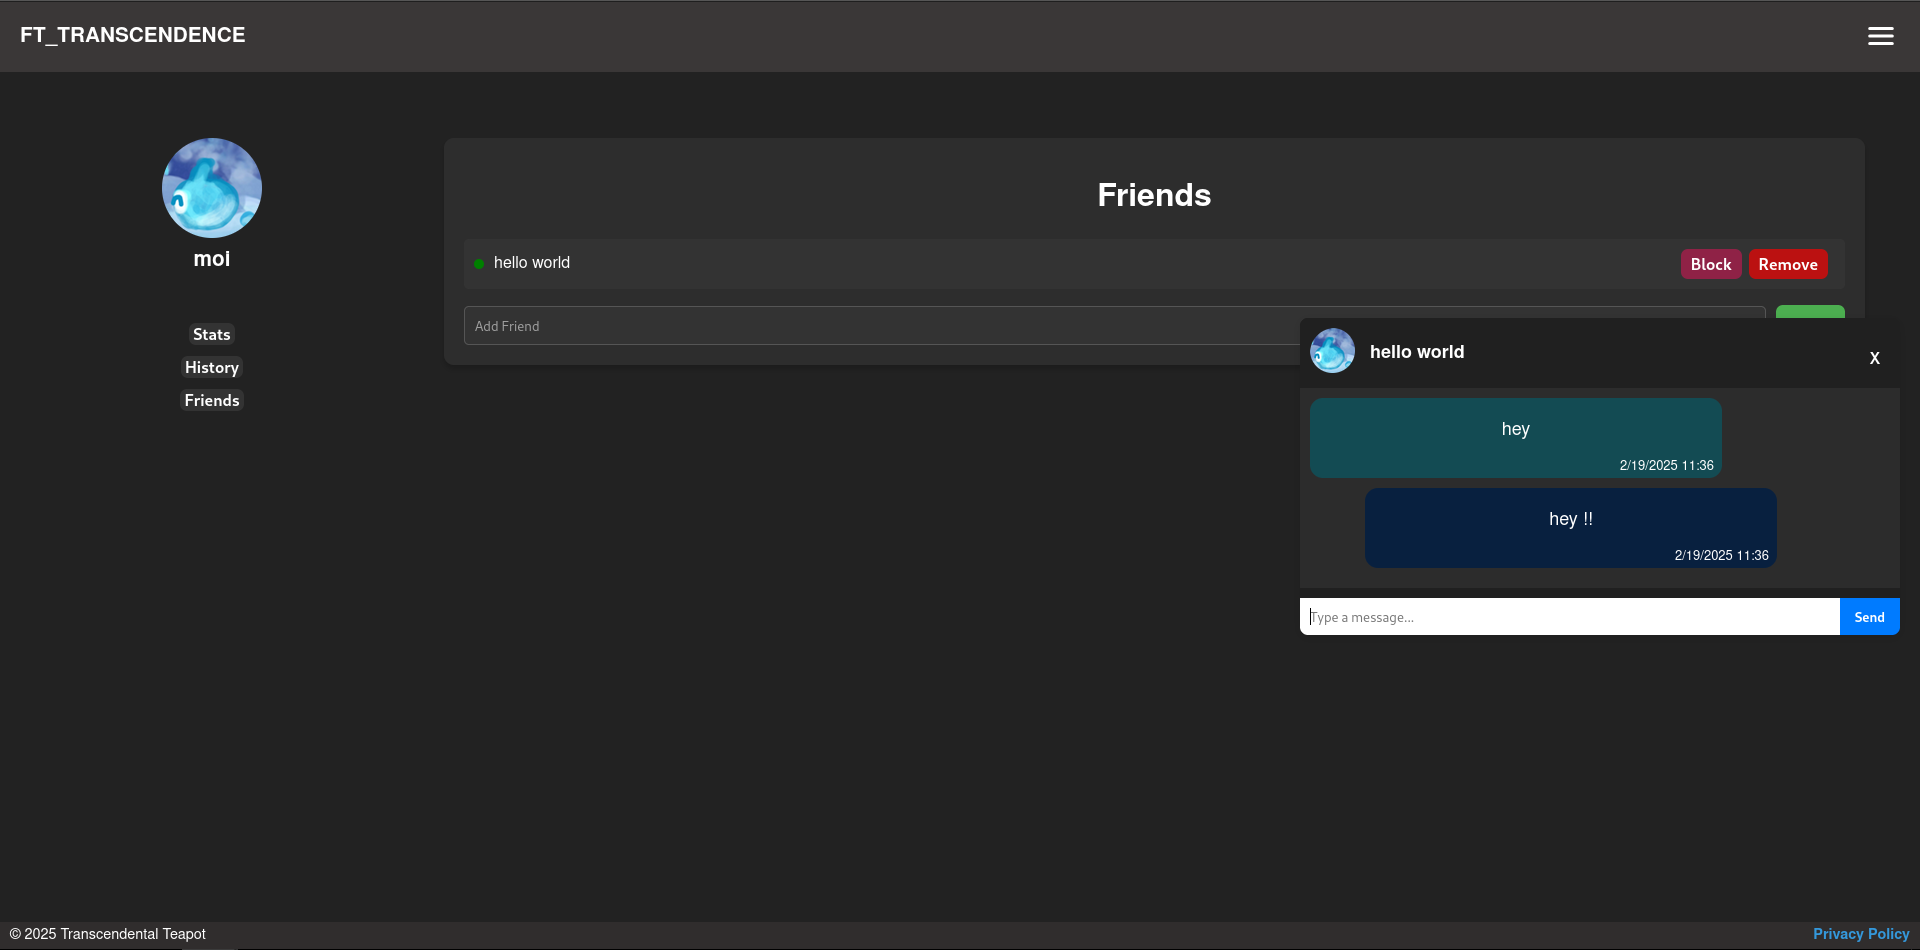 FT_TRANSCENDENCE
moi
Stats
History
Friends
Friends
hello world
Block Remove
Add Friend
hello world
X
hey
2/19/2025 11:36
hey !!
2/19/2025 11:36
Type a message...
Send
© 2025 Transcendental Teapot
Privacy Policy